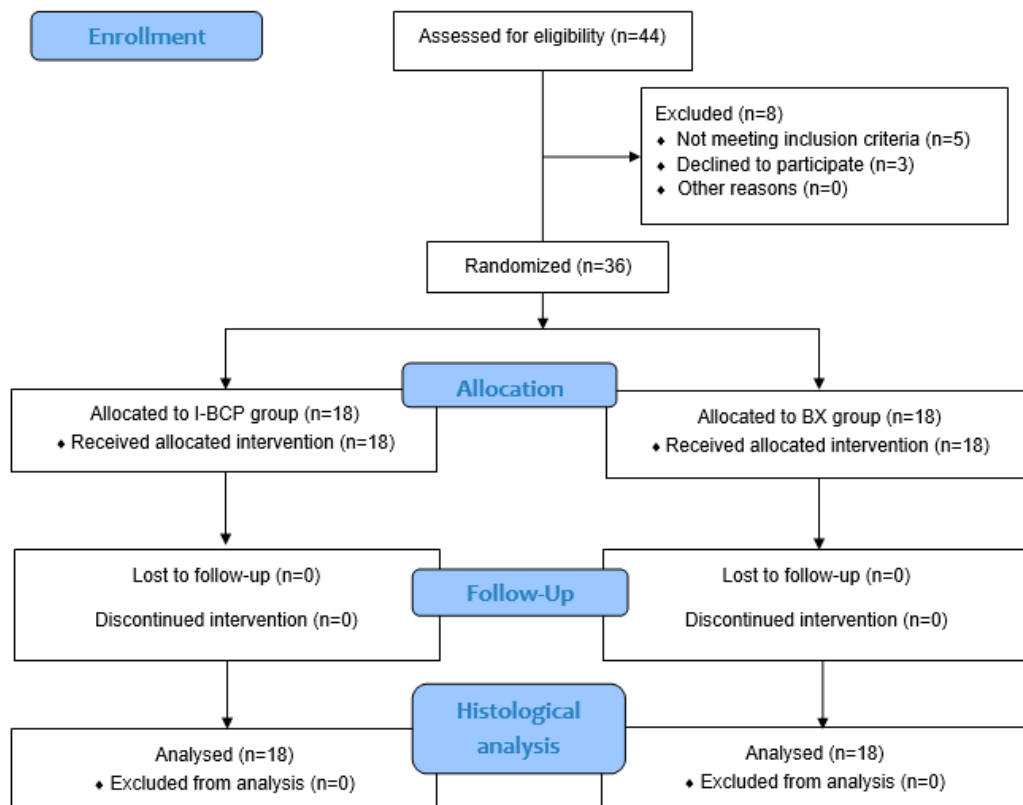 Enrollment
Assessed for eligibility (n=44)
Excluded (n=8)
♦ Not meeting inclusion criteria (n=5)
♦ Declined to participate (n=3)
♦ Other reasons (n=0)
Randomized (n=36)
Allocation
Allocated to I-BCP group (n=18)
♦ Received allocated intervention (n=18)
Allocated to BX group (n=18)
♦ Received allocated intervention (n=18)
Follow-Up
Lost to follow-up (n=0)
Discontinued intervention (n=0)
Lost to follow-up (n=0)
Discontinued intervention (n=0)
Histological
analysis
Analysed (n=18)
♦ Excluded from analysis (n=0)
Analysed (n=18)
♦ Excluded from analysis (n=0)